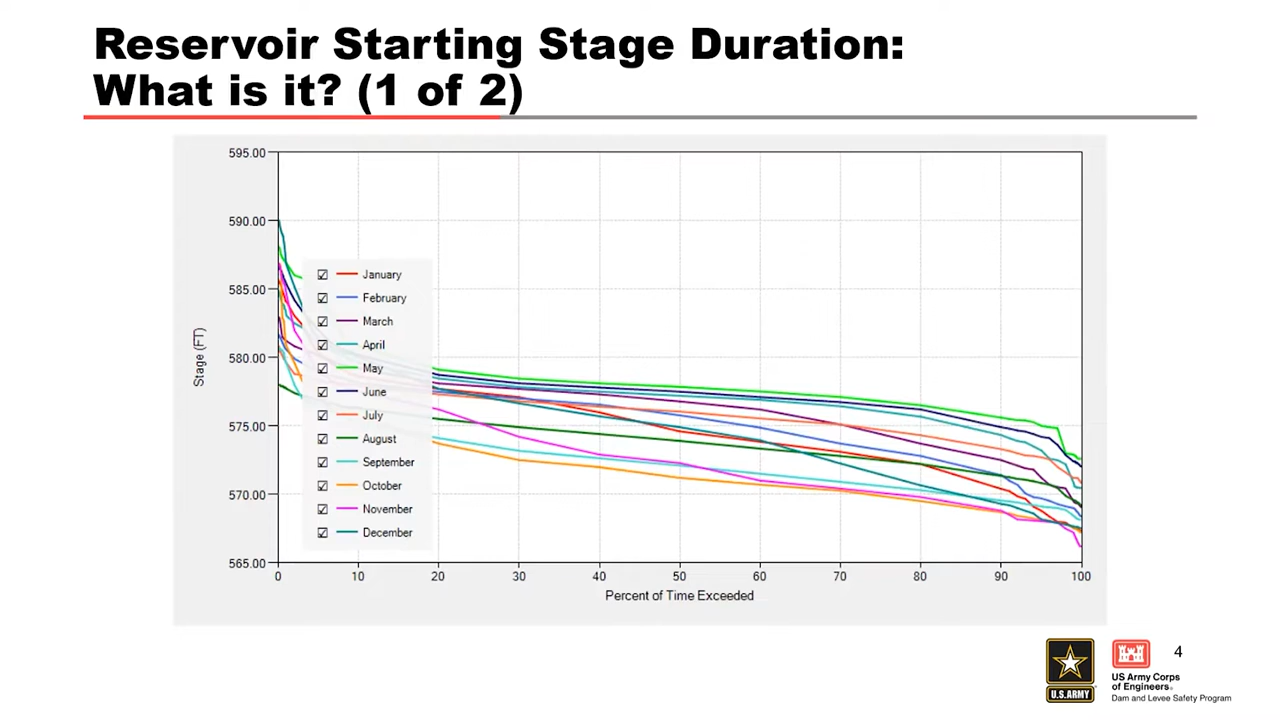 Reservoir Starting Stage Duration:
What is it? (1 of 2)
595.00
590.00
585.00
580.00
575.00
570.00
565.00
Stage (FT)
January
February
March
April
May
June
July
August
September
October
November
December
0 10 20 30 40 50 60 70 80 90 100
Percent of Time Exceeded
U.S.ARMY
US Army Corps
of Engineers®
Dam and Levee Safety Program
4